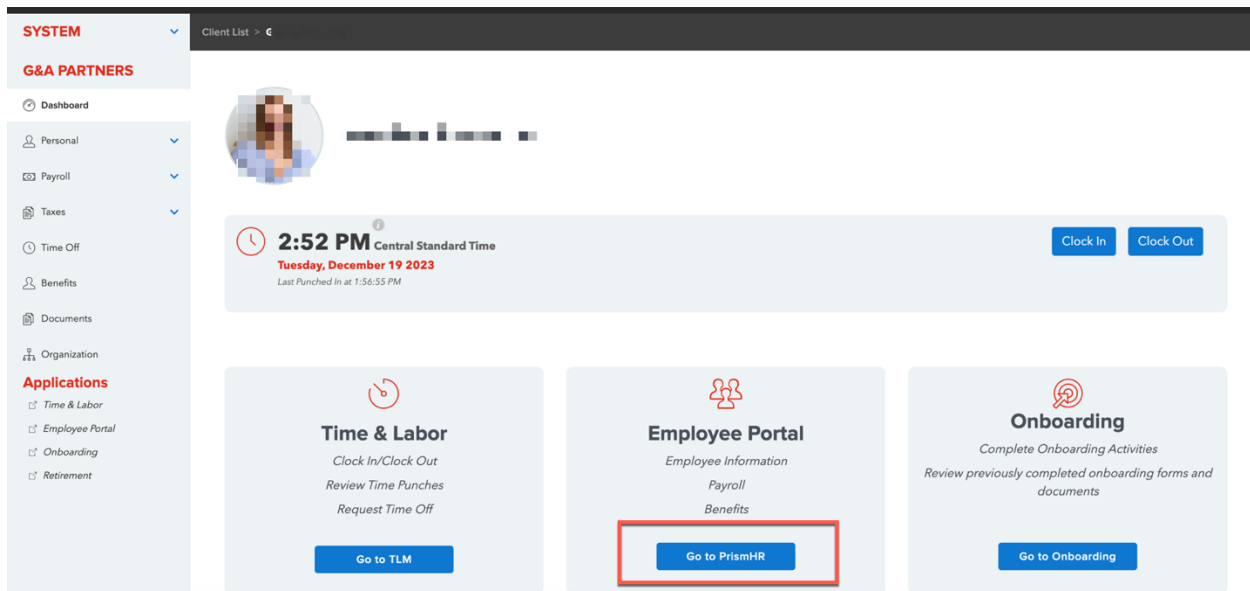 SYSTEM
Client List > G
G&A PARTNERS
Dashboard
Personal
Payroll
Taxes
Time Off
Benefits
Documents
Organization
Applications
Time & Labor
Employee Portal
Onboarding
Retirement
2:52 PM Central Standard Time
Tuesday, December 19 2023
Last Punched In at 1:56:55 PM
Clock In
Clock Out
Time & Labor
Clock In/Clock Out
Review Time Punches
Request Time Off
Go to TLM
Employee Portal
Employee Information
Payroll
Benefits
Go to PrismHR
Onboarding
Complete Onboarding Activities
Review previously completed onboarding forms and
documents
Go to Onboarding